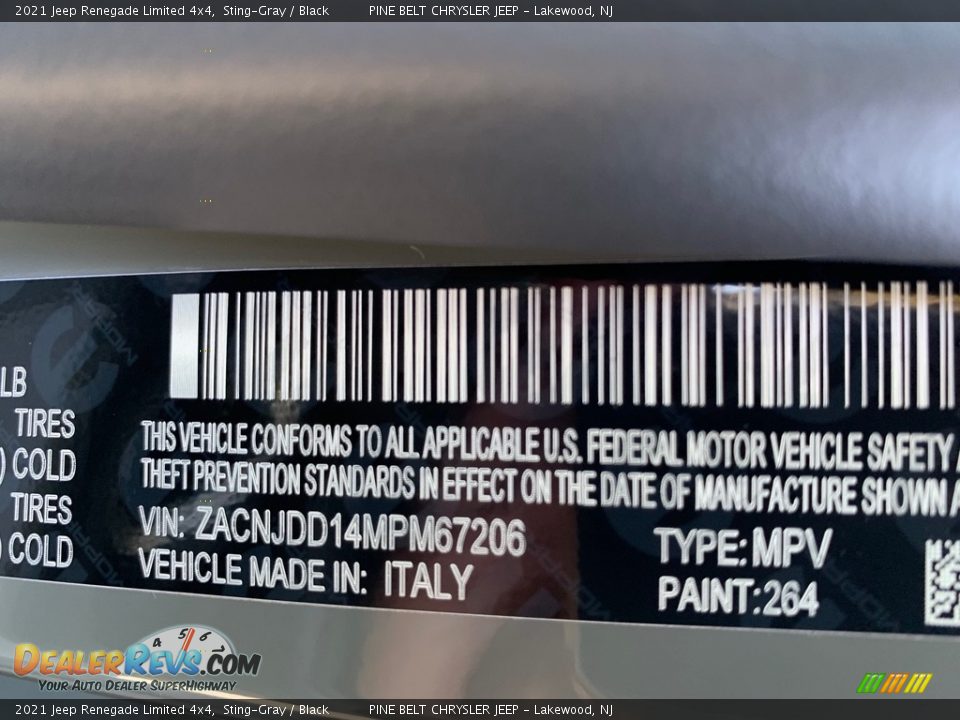 2021 Jeep Renegade Limited 4x4, Sting-Gray / Black PINE BELT CHRYSLER JEEP - Lakewood, NJ
LB
TIRES
) COLD
TIRES
) COLD
THIS VEHICLE CONFORMS TO ALL APPLICABLE U.S. FEDERAL MOTOR VEHICLE SAFETY A
THEFT PREVENTION STANDARDS IN EFFECT ON THE DATE OF MANUFACTURE SHOWN A
VIN: ZACNJDD14MPM67206
TYPE:MPV
VEHICLE MADE IN: ITALY
PAINT:264
4 5 6
DEALERREVS.COM
YOUR AUTO DEALER SUPERHIGHWAY
2021 Jeep Renegade Limited 4x4, Sting-Gray / Black PINE BELT CHRYSLER JEEP - Lakewood, NJ